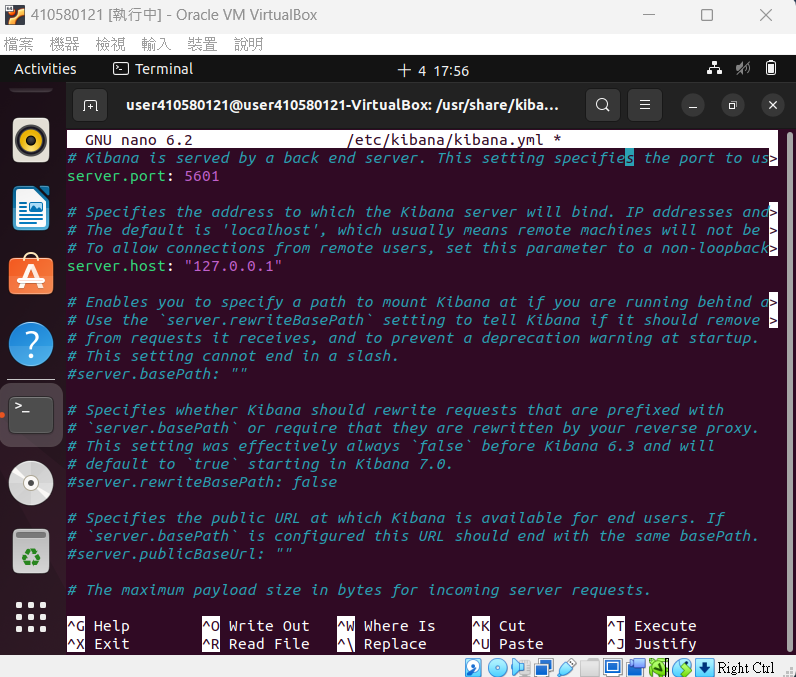 410580121 [執行中] - Oracle VM VirtualBox
檔案 機器 檢視 輸入 裝置 說明
Activities Terminal 十 4 17:56
user410580121@user410580121-VirtualBox: /usr/share/kiba...
GNU nano 6.2 /etc/kibana/kibana.yml *
# Kibana is served by a back end server. This setting specifies the port to us>
server.port: 5601
# Specifies the address to which the Kibana server will bind. IP addresses and>
# The default is 'localhost', which usually means remote machines will not be >
# To allow connections from remote users, set this parameter to a non-loopback>
server.host: "127.0.0.1"
# Enables you to specify a path to mount Kibana at if you are running behind a>
# Use the `server.rewriteBasePath` setting to tell Kibana if it should remove >
# from requests it receives, and to prevent a deprecation warning at startup.
# This setting cannot end in a slash.
#server.basePath: ""
# Specifies whether Kibana should rewrite requests that are prefixed with
# `server.basePath` or require that they are rewritten by your reverse proxy.
# This setting was effectively always `false` before Kibana 6.3 and will
# default to `true` starting in Kibana 7.0.
#server.rewriteBasePath: false
# Specifies the public URL at which Kibana is available for end users. If
# `server.basePath` is configured this URL should end with the same basePath.
#server.publicBaseUrl: ""
# The maximum payload size in bytes for incoming server requests.
^G Help ^O Write Out ^W Where Is ^K Cut ^T Execute
^X Exit ^R Read File ^\ Replace ^U Paste ^J Justify
Right Ctrl